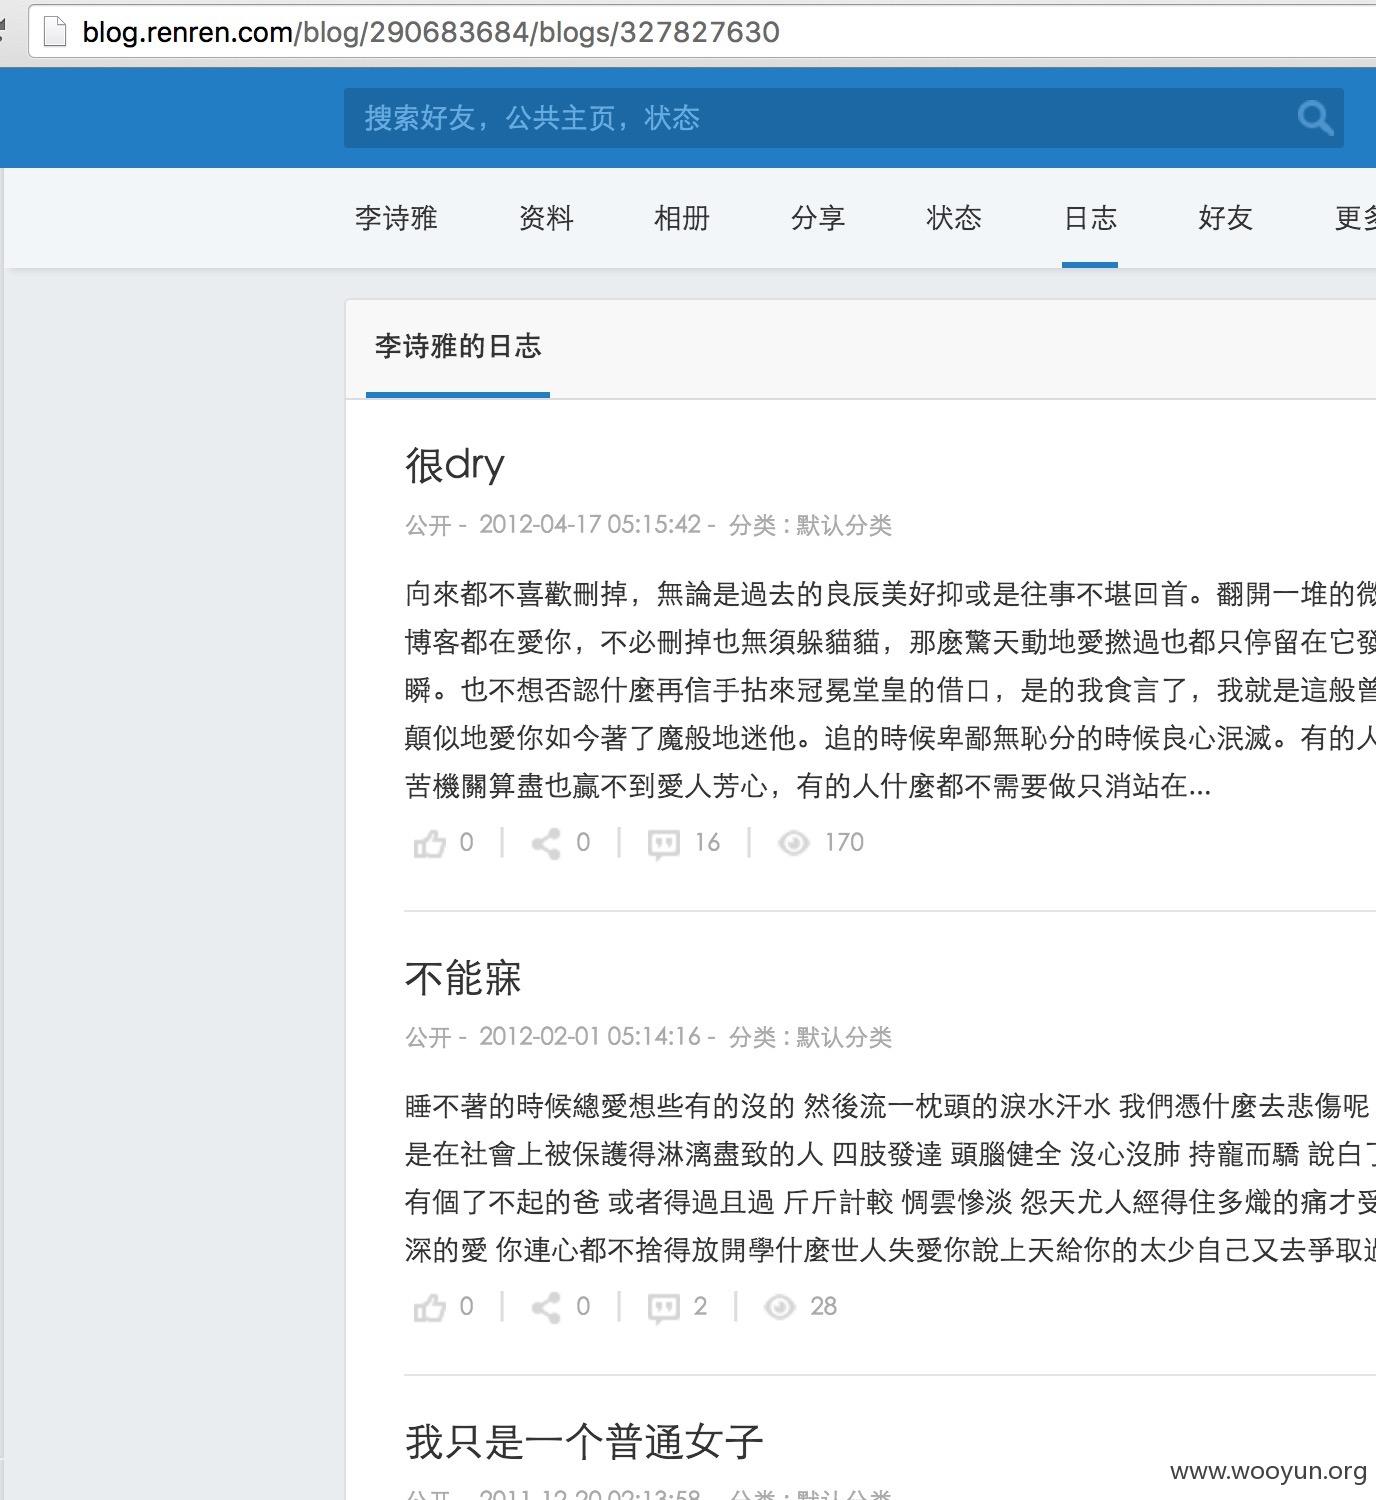 blog.renren.com/blog/290683684/blogs/327827630
搜索好友，公共主页，状态
李诗雅 资料 相册 分享 状态 日志 好友 更多
李诗雅的日志
很dry
公开 - 2012-04-17 05:15:42 - 分类 : 默认分类
向來都不喜歡刪掉，無論是過去的良辰美好抑或是往事不堪回首。翻開一堆的微
博客都在愛你，不必刪掉也無須躲貓貓，那麽驚天動地愛撚過也都只停留在它發
瞬。也不想否認什麼再信手拈來冠冕堂皇的借口，是的我食言了，我就是這般曾
顛似地愛你如今著了魔般地迷他。追的時候卑鄙無恥分的時候良心泯滅。有的人
苦機關算盡也贏不到愛人芳心，有的人什麼都不需要做只消站在...
0 0 16 170
不能寐
公开 - 2012-02-01 05:14:16 - 分类 : 默认分类
睡不著的時候總愛想些有的沒的 然後流一枕頭的淚水汗水 我們憑什麼去悲傷呢
是在社會上被保護得淋漓盡致的人 四肢發達 頭腦健全 沒心沒肺 持寵而驕 說白了
有個了不起的爸 或者得過且過 斤斤計較 惆雲慘淡 怨天尤人經得住多熾的痛才受
深的愛 你連心都不捨得放開學什麼世人失愛你說上天給你的太少自己又去爭取過
0 0 2 28
我只是一个普通女子
公开 - 2011-12-20 02:13:58 - 分类 : 默认分类
www.wooyun.org